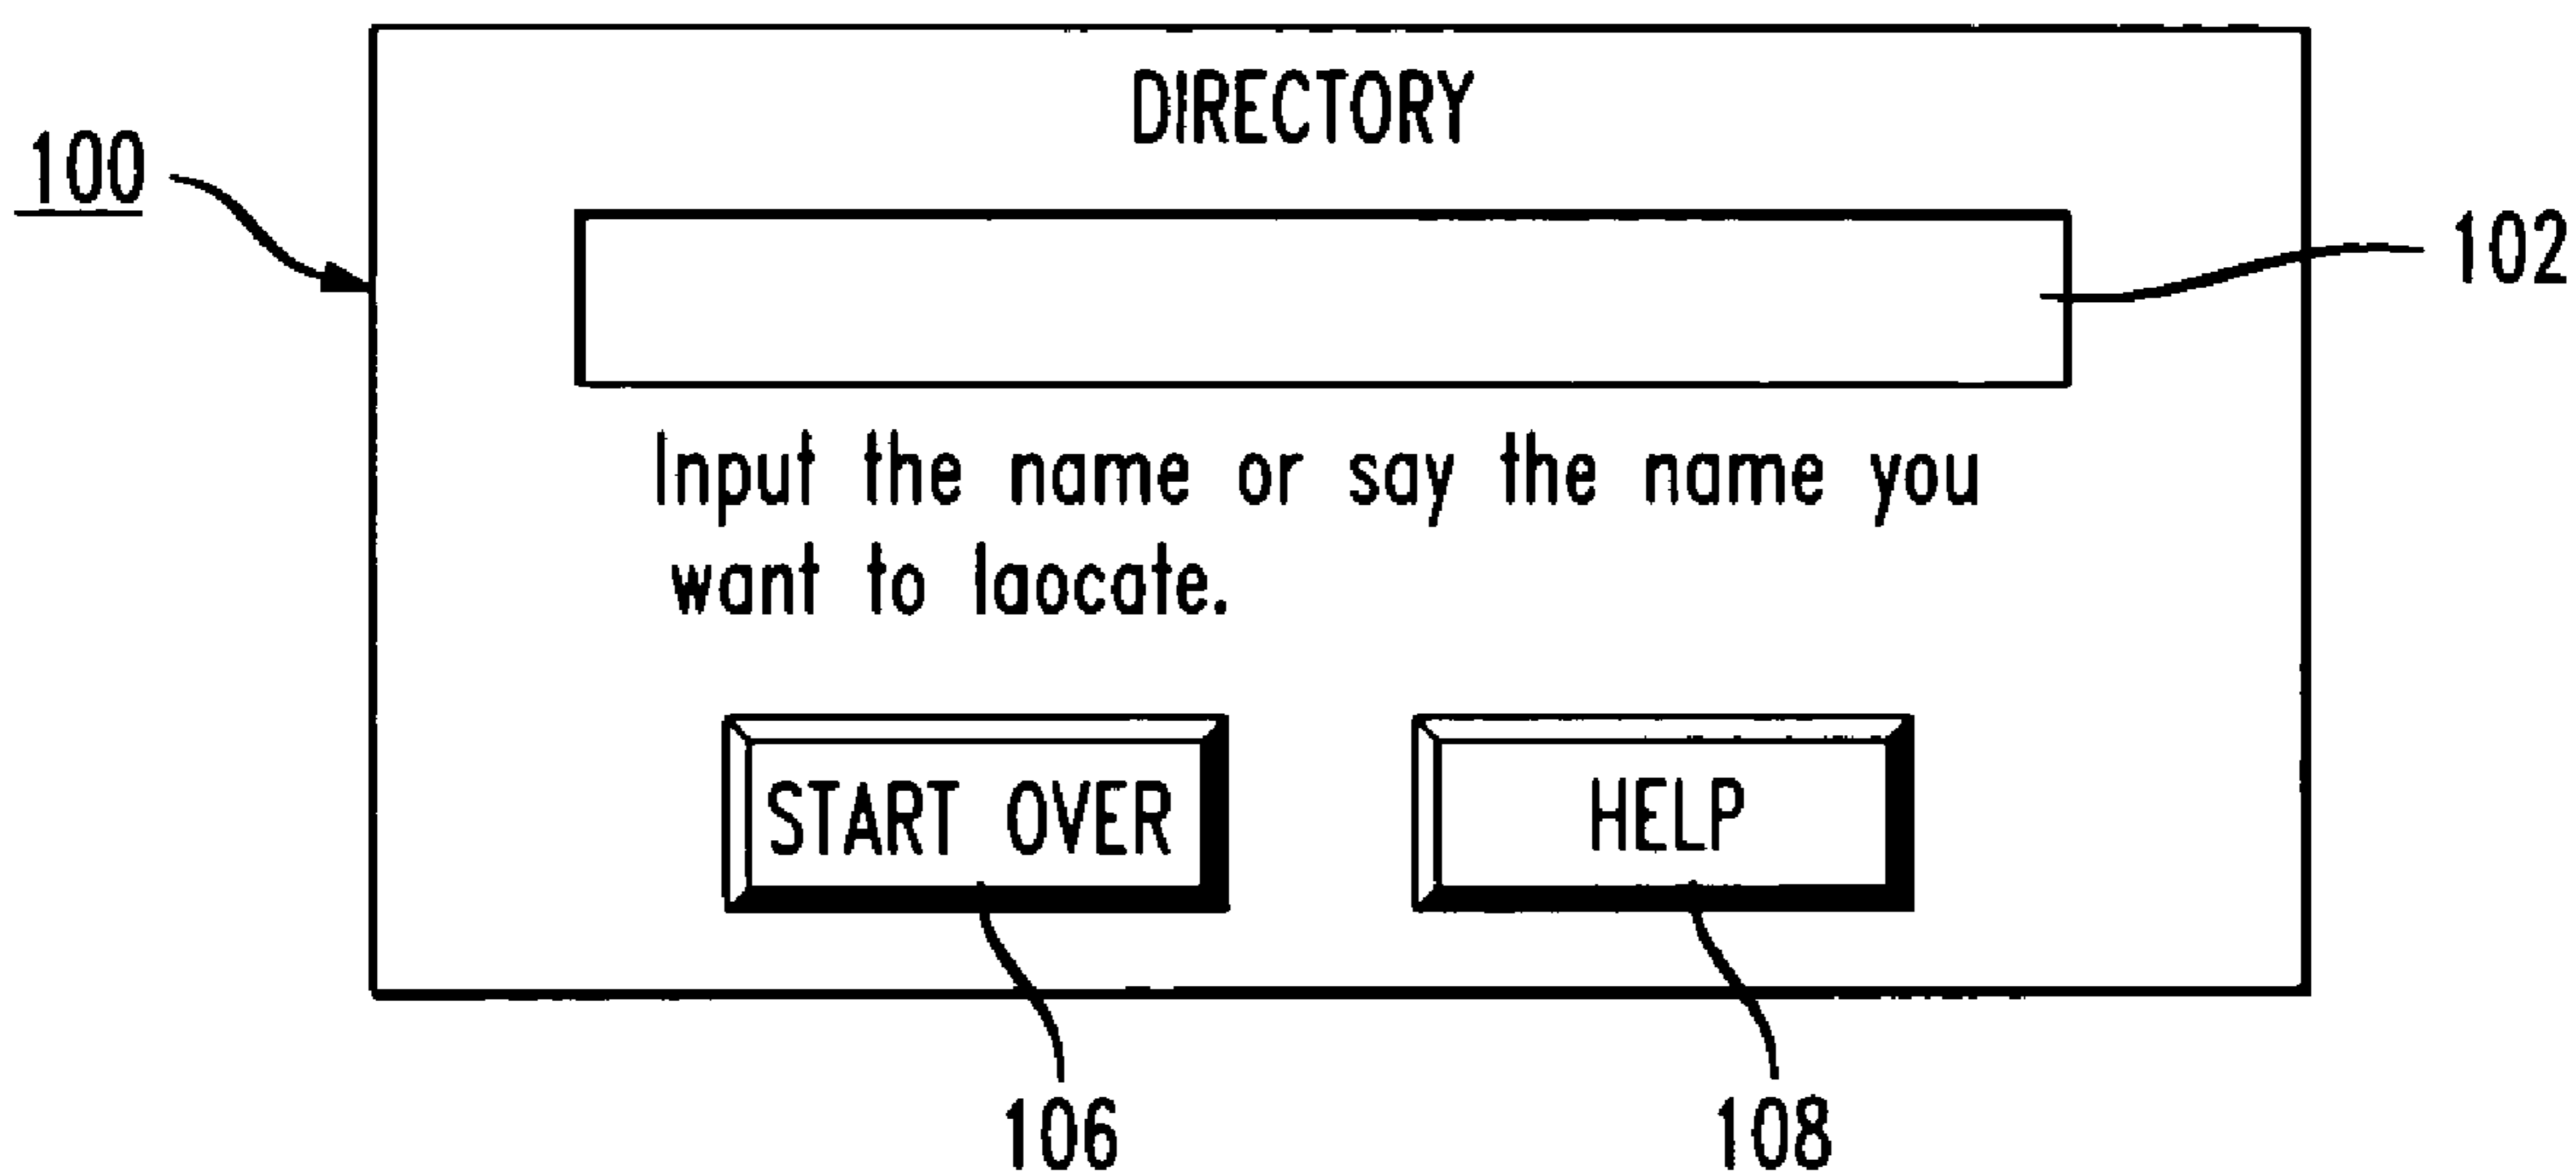 DIRECTORY
100
102
Input the name or say the name you
want to laocate.
START OVER
HELP
106
108